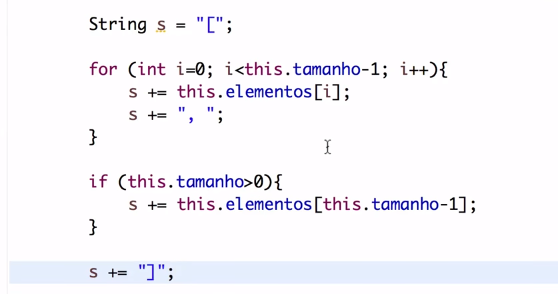 String s = "[";
for (int i=0; i<this.tamanho-1; i++){
s += this.elementos[i];
s += ", ";
}
if (this.tamanho>0){
s += this.elementos[this.tamanho-1];
}
s += "]";